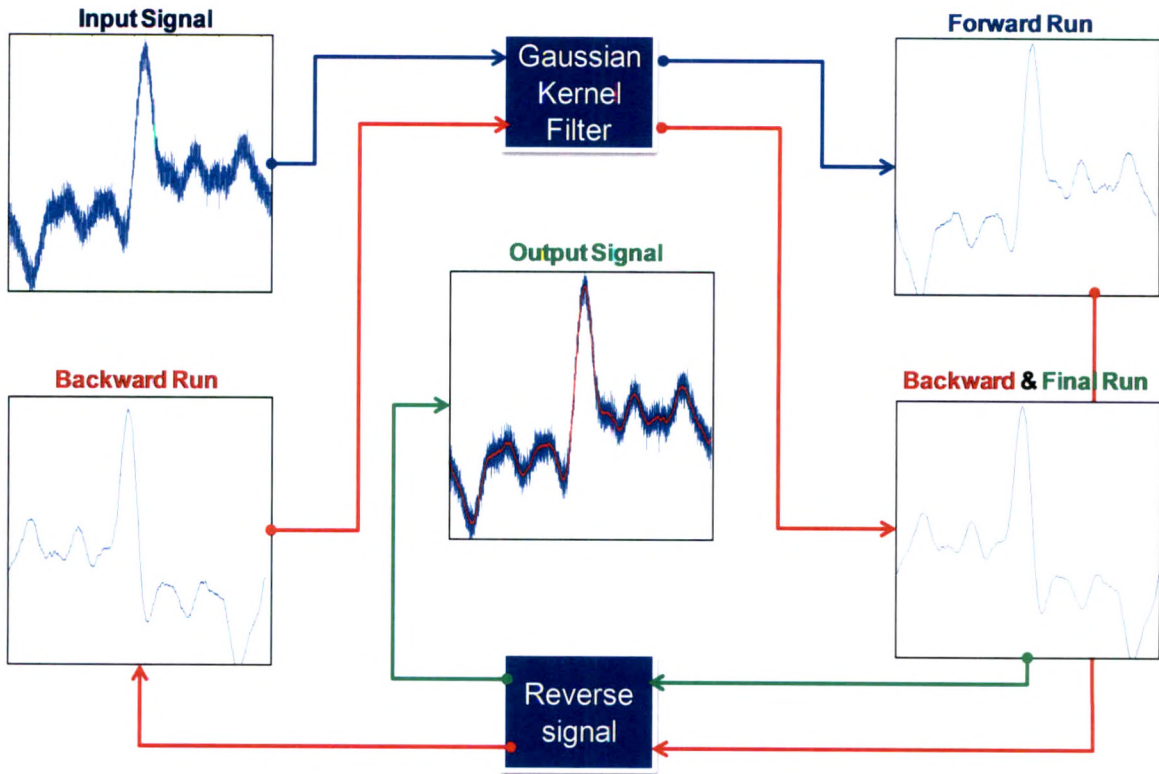 Input Signal
Forward Run
Gaussian
Kernel
Filter
Output Signal
Backward Run
Backward & Final Run
Reverse
signal